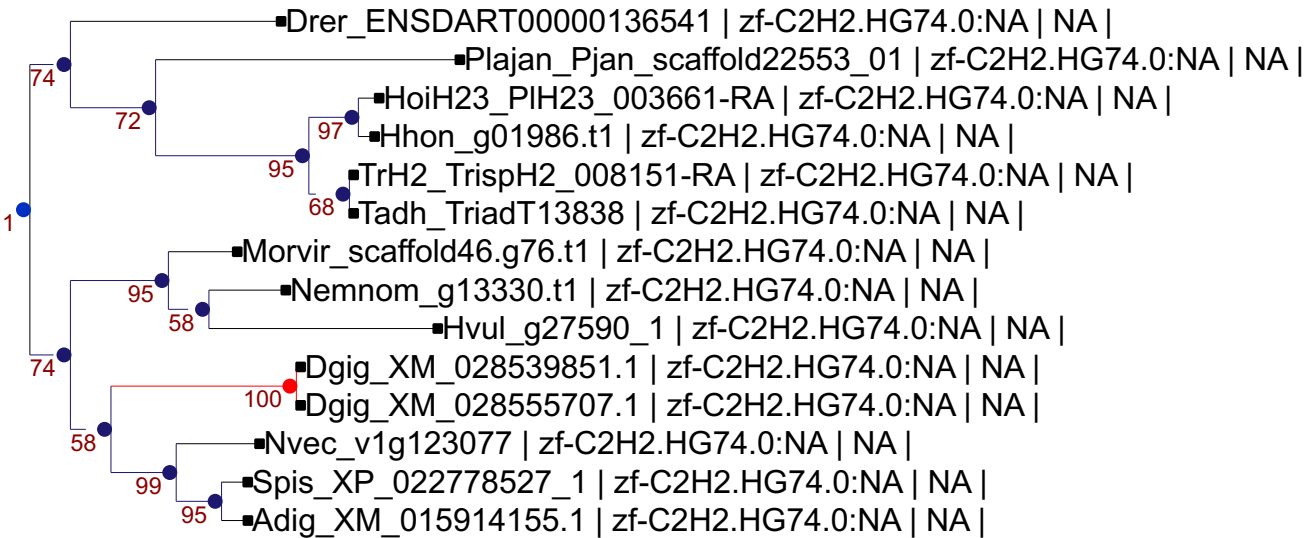 Drer_ENSDART00000136541 | zf-C2H2.HG74.0:NA | NA |
74
Plajan_Pjan_scaffold22553_01 | zf-C2H2.HG74.0:NA | NA |
72
HoiH23_PlH23_003661-RA | zf-C2H2.HG74.0:NA | NA |
97
Hhon_g01986.t1 | zf-C2H2.HG74.0:NA | NA |
95
TrH2_TrispH2_008151-RA | zf-C2H2.HG74.0:NA | NA |
68
Tadh_TriadT13838 | zf-C2H2.HG74.0:NA | NA |
1
Morvir_scaffold46.g76.t1 | zf-C2H2.HG74.0:NA | NA |
95
Nemnom_g13330.t1 | zf-C2H2.HG74.0:NA | NA |
58
Hvul_g27590_1 | zf-C2H2.HG74.0:NA | NA |
74
Dgig_XM_028539851.1 | zf-C2H2.HG74.0:NA | NA |
100
Dgig_XM_028555707.1 | zf-C2H2.HG74.0:NA | NA |
58
Nvec_v1g123077 | zf-C2H2.HG74.0:NA | NA |
99
Spis_XP_022778527_1 | zf-C2H2.HG74.0:NA | NA |
95
Adig_XM_015914155.1 | zf-C2H2.HG74.0:NA | NA |